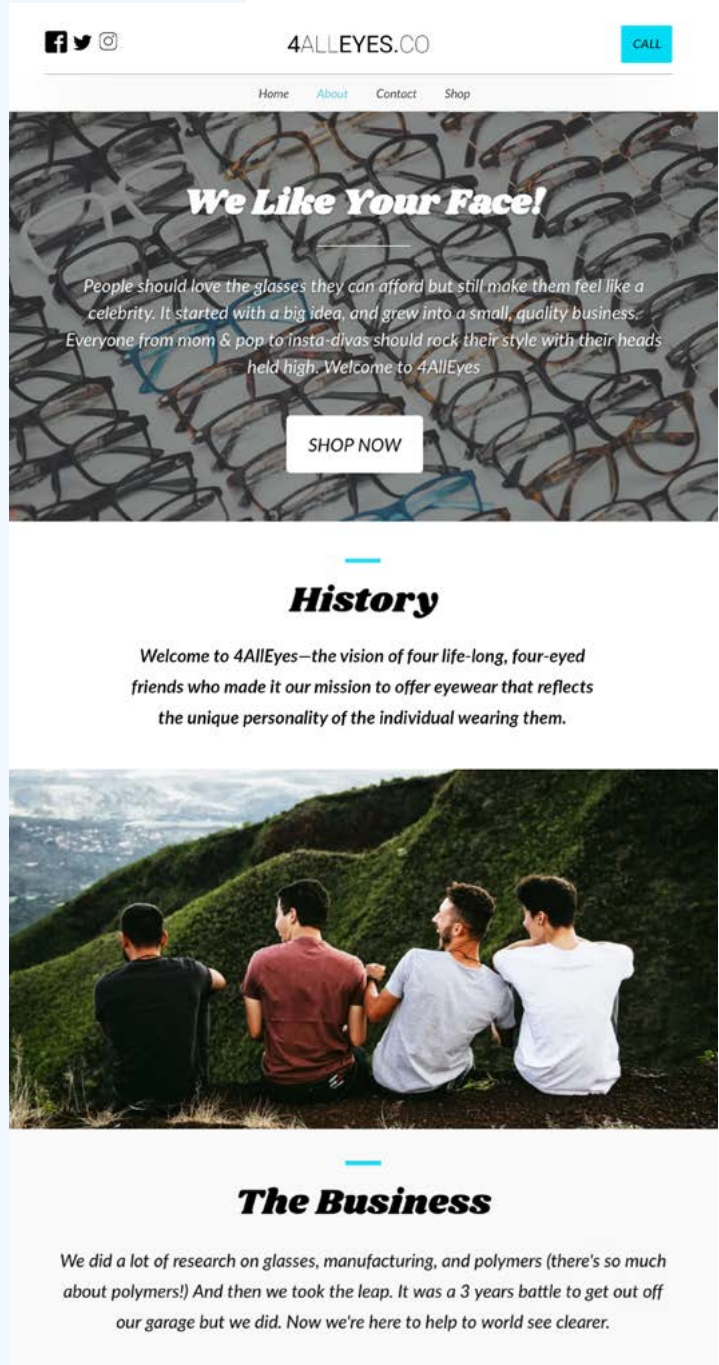 4ALLEYES.CO
CALL
Home About Contact Shop
We Like Your Face!
People should love the glasses they can afford but still make them feel like a
celebrity. It started with a big idea, and grew into a small, quality business.
Everyone from mom & pop to insta-divas should rock their style with their heads
held high. Welcome to 4AllEyes
SHOP NOW
History
Welcome to 4AllEyes—the vision of four life-long, four-eyed
friends who made it our mission to offer eyewear that reflects
the unique personality of the individual wearing them.
The Business
We did a lot of research on glasses, manufacturing, and polymers (there's so much
about polymers!) And then we took the leap. It was a 3 years battle to get out off
our garage but we did. Now we're here to help to world see clearer.